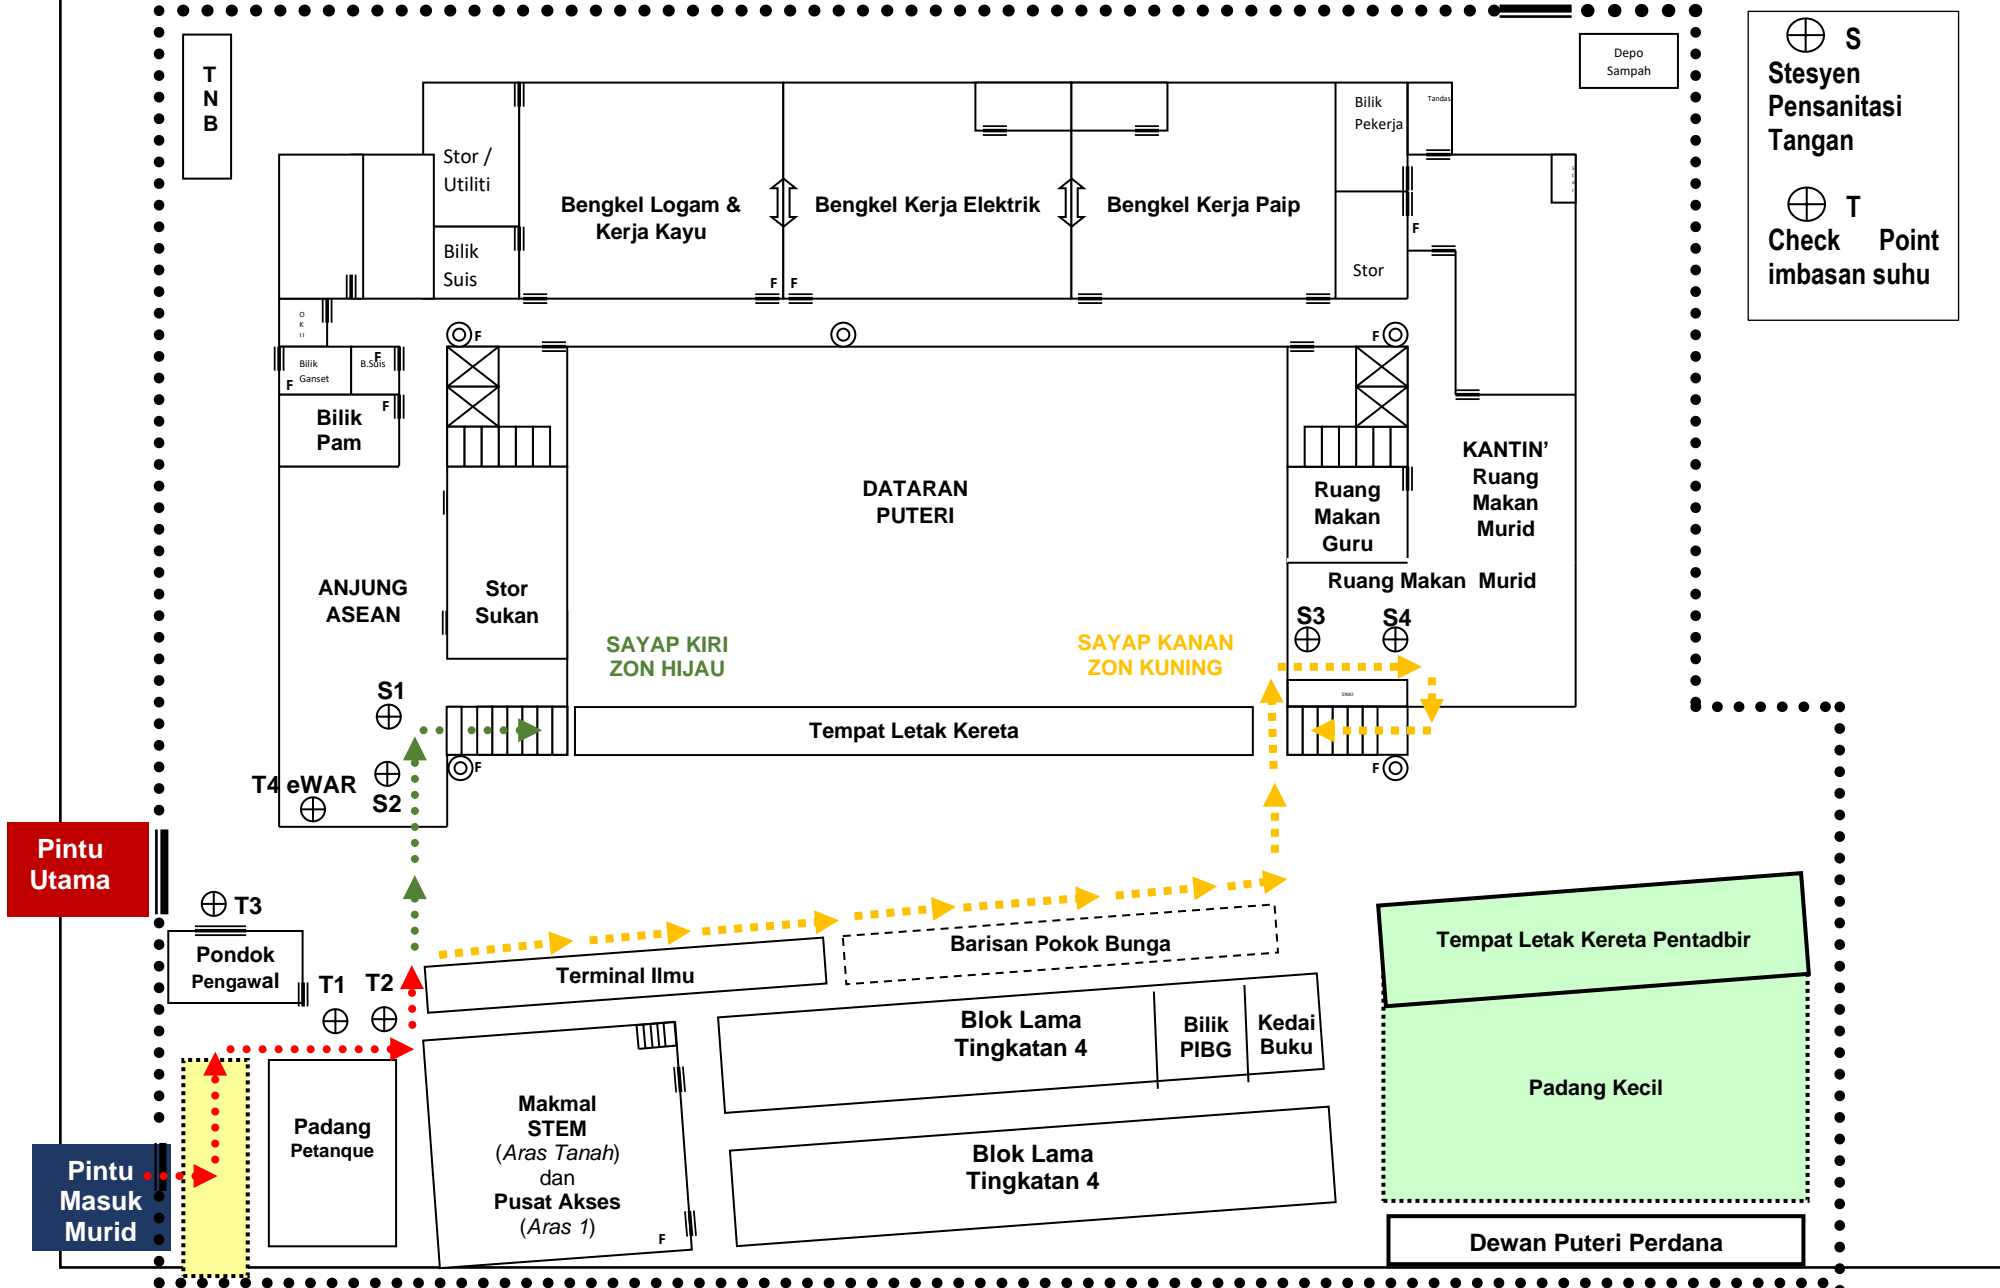 T
N
B
Depo
Sampah
S
Stesyen
Pensanitasi
Tangan
T
Check Point
imbasan suhu
Stor /
Utiliti
Bilik
Suis
Bengkel Logam &
Kerja Kayu
Bengkel Kerja Elektrik
Bengkel Kerja Paip
Bilik
Pekerja
Tandas
Stor
F
F
F
O
K
U
F
F
Bilik
Ganset
F
B.Suis
F
Bilik
Pam
F
DATARAN
PUTERI
KANTIN’
Ruang
Makan
Murid
Ruang
Makan
Guru
Ruang Makan Murid
ANJUNG
ASEAN
Stor
Sukan
SAYAP KIRI
ZON HIJAU
SAYAP KANAN
ZON KUNING
S3
S4
SINKI
S1
S2
T4 eWAR
F
F
Tempat Letak Kereta
Pintu
Utama
T3
Pondok
Pengawal
T1
T2
Terminal Ilmu
Barisan Pokok Bunga
Tempat Letak Kereta Pentadbir
Blok Lama
Tingkatan 4
Bilik
PIBG
Kedai
Buku
Padang Kecil
Padang
Petanque
Makmal
STEM
(Aras Tanah)
dan
Pusat Akses
(Aras 1)
F
Blok Lama
Tingkatan 4
Pintu
Masuk
Murid
Dewan Puteri Perdana